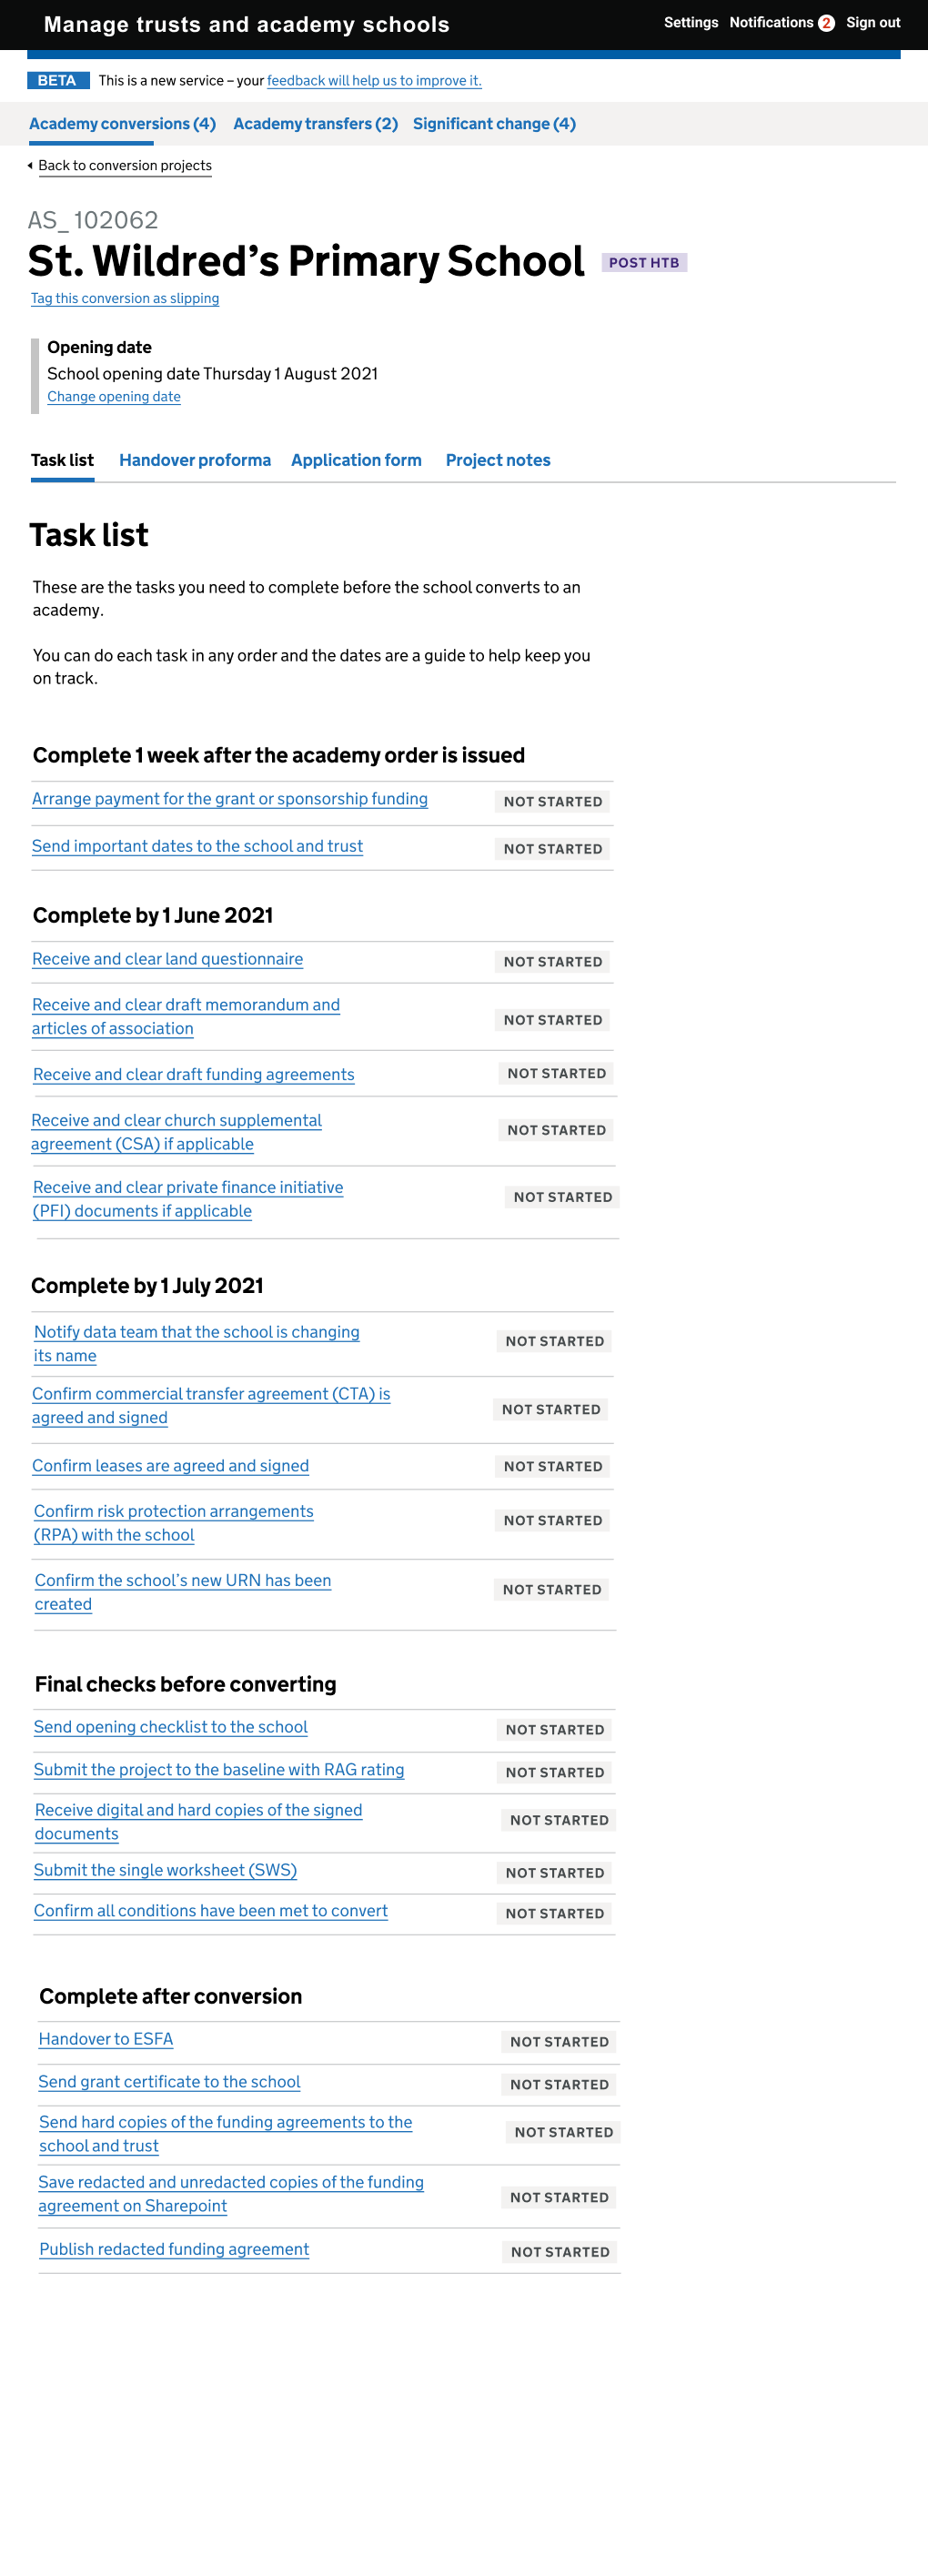 Manage trusts and academy schools
Settings Notifications 2 Sign out
BETA This is a new service – your feedback will help us to improve it.
Academy conversions (4) Academy transfers (2) Significant change (4)
Back to conversion projects
AS_ 102062
St. Wildred’s Primary School POST HTB
Tag this conversion as slipping
Opening date
School opening date Thursday 1 August 2021
Change opening date
Task list Handover proforma Application form Project notes
Task list
These are the tasks you need to complete before the school converts to an
academy.
You can do each task in any order and the dates are a guide to help keep you
on track.
Complete 1 week after the academy order is issued
Arrange payment for the grant or sponsorship funding NOT STARTED
Send important dates to the school and trust NOT STARTED
Complete by 1 June 2021
Receive and clear land questionnaire NOT STARTED
Receive and clear draft memorandum and
articles of association NOT STARTED
Receive and clear draft funding agreements NOT STARTED
Receive and clear church supplemental
agreement (CSA) if applicable NOT STARTED
Receive and clear private finance initiative
(PFI) documents if applicable NOT STARTED
Complete by 1 July 2021
Notify data team that the school is changing
its name NOT STARTED
Confirm commercial transfer agreement (CTA) is
agreed and signed NOT STARTED
Confirm leases are agreed and signed NOT STARTED
Confirm risk protection arrangements
(RPA) with the school NOT STARTED
Confirm the school’s new URN has been
created NOT STARTED
Final checks before converting
Send opening checklist to the school NOT STARTED
Submit the project to the baseline with RAG rating NOT STARTED
Receive digital and hard copies of the signed
documents NOT STARTED
Submit the single worksheet (SWS) NOT STARTED
Confirm all conditions have been met to convert NOT STARTED
Complete after conversion
Handover to ESFA NOT STARTED
Send grant certificate to the school NOT STARTED
Send hard copies of the funding agreements to the
school and trust NOT STARTED
Save redacted and unredacted copies of the funding
agreement on Sharepoint NOT STARTED
Publish redacted funding agreement NOT STARTED